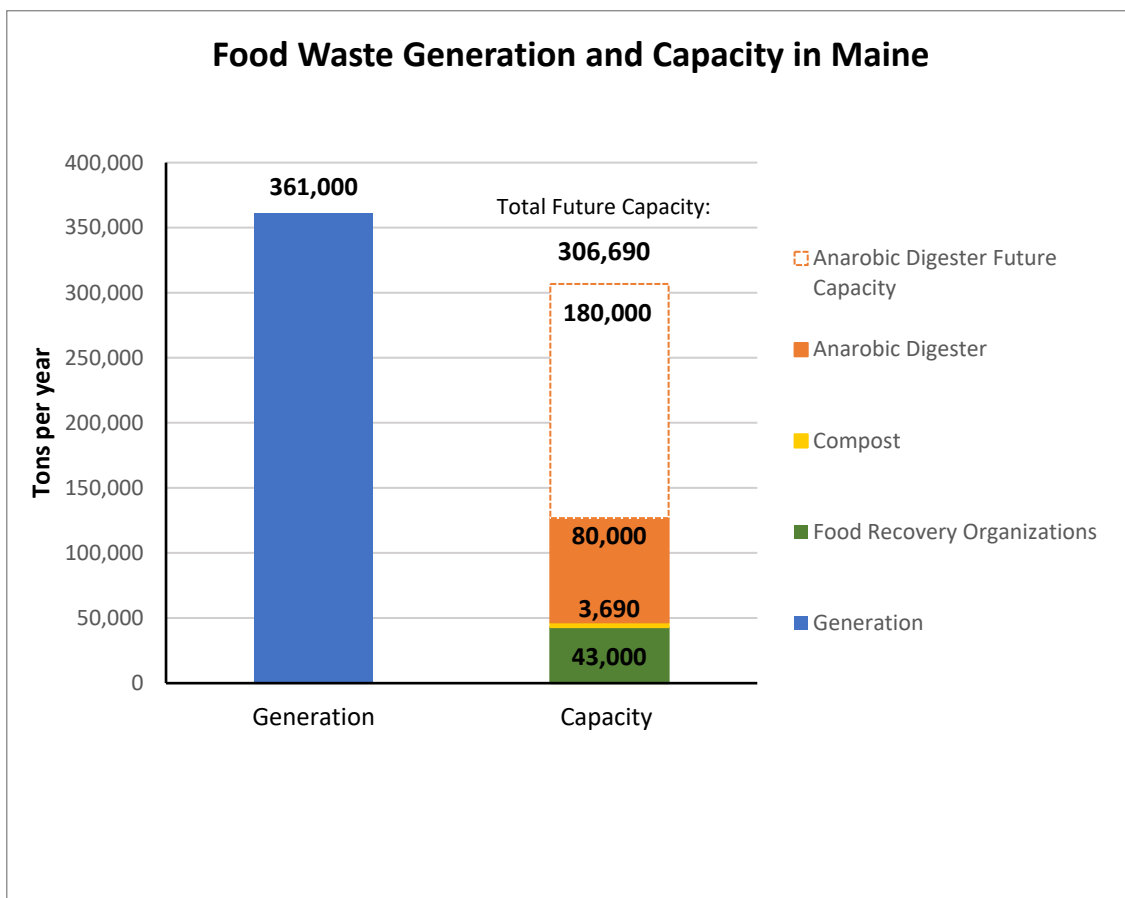 Food Waste Generation and Capacity in Maine
Tons per year
400,000
350,000
300,000
250,000
200,000
150,000
100,000
50,000
0
361,000
Total Future Capacity:
306,690
180,000
80,000
3,690
43,000
Generation
Capacity
Anarobic Digester Future
Capacity
Anarobic Digester
Compost
Food Recovery Organizations
Generation